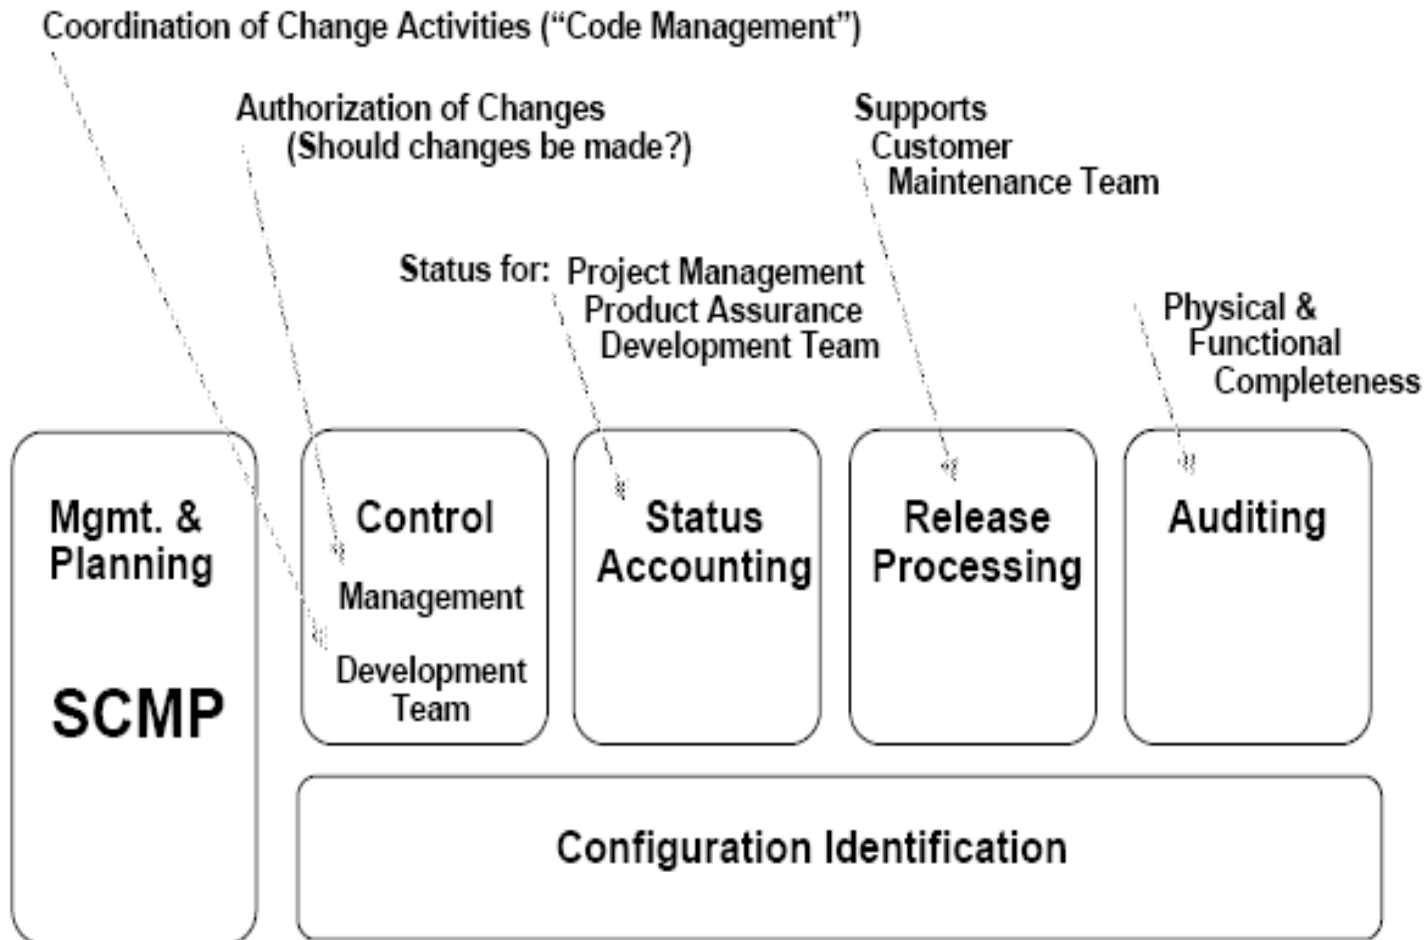 Coordination of Change Activities (“Code Management”)
Authorization of Changes
(Should changes be made?)
Supports
Customer
Maintenance Team
Status for: Project Management
Product Assurance
Development Team
Physical &
Functional
Completeness
Mgmt. &
Planning
SCMP
Control
Management
Development
Team
Status
Accounting
Release
Processing
Auditing
Configuration Identification